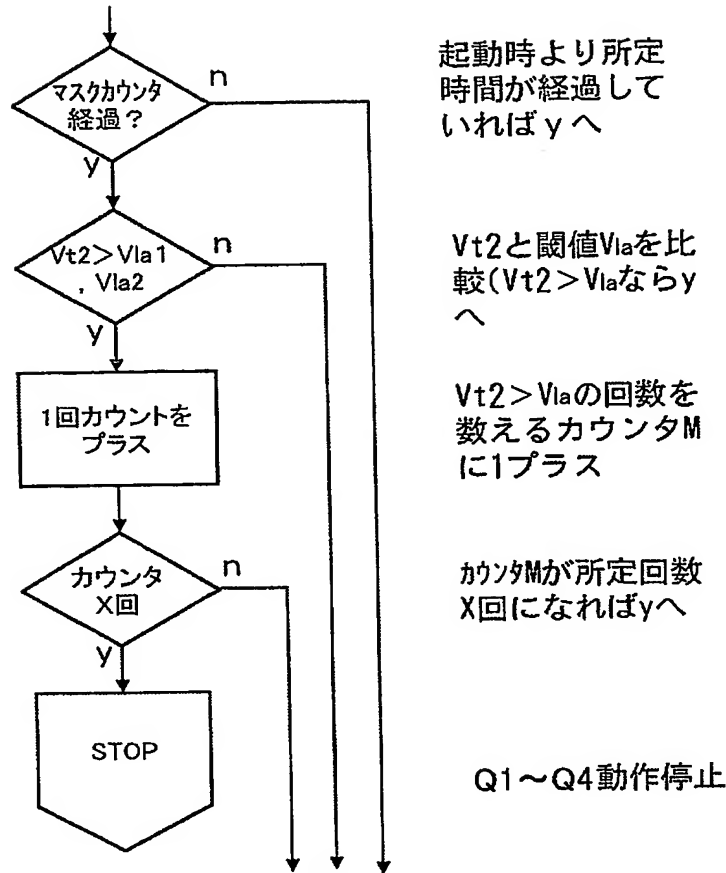 マスクカウンタ
経過？
n
y
起動時より所定
時間が経過して
いればyへ
Vt2＞Vla1
, Vla2
n
y
Vt2と閾値Vlaを比
較(Vt2＞Vlaならy
へ
1回カウントを
プラス
Vt2＞Vlaの回数を
数えるカウンタM
に1プラス
カウンタ
X回
n
y
カウンタMが所定回数
X回になればyへ
STOP
Q1～Q4動作停止